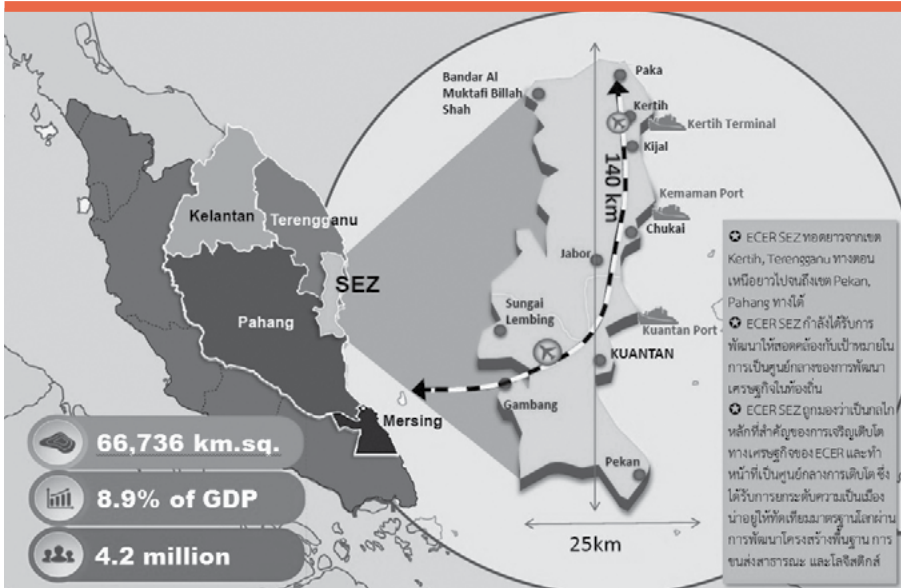 Kelantan
Terengganu
SEZ
Pahang
Mersing
66,736 km.sq.
8.9% of GDP
4.2 million
Bandar Al
Muktafi Billah
Shah
Paka
Kertih
Kertih Terminal
Kijal
140 km
Kemaman Port
Chukai
Jabor
Sungai
Lembing
Kuantan Port
KUANTAN
Gambang
Pekan
25km
✪ ECER SEZ ทอดยาวจากเขต
Kertih, Terengganu ทางตอน
เหนือยาวไปจนถึงเขต Pekan,
Pahang ทางใต้
✪ ECER SEZ กำลังได้รับการ
พัฒนาให้สอดคล้องกับเป้าหมายใน
การเป็นศูนย์กลางของการพัฒนา
เศรษฐกิจในท้องถิ่น
✪ ECER SEZ ถูกมองว่าเป็นกลไก
หลักที่สำคัญของการเจริญเติบโต
ทางเศรษฐกิจของ ECER และทำ
หน้าที่เป็นศูนย์กลางการเติบโต ซึ่ง
ได้รับการยกระดับความเป็นเมือง
น่าอยู่ให้ทัดเทียมมาตรฐานโลกผ่าน
การพัฒนาโครงสร้างพื้นฐาน การ
ขนส่งสาธารณะ และโลจิสติกส์